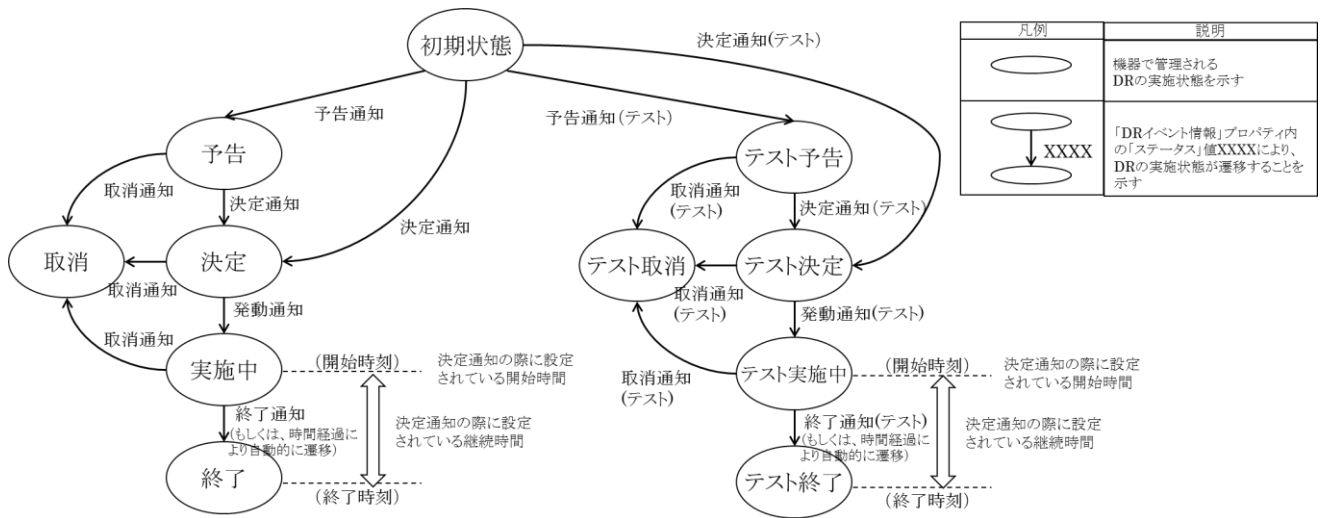 初期状態
決定通知(テスト)
予告通知
予告通知(テスト)
予告
テスト予告
取消通知
決定通知
決定通知
取消通知
(テスト)
決定通知(テスト)
取消
決定
テスト取消
テスト決定
取消通知
発動通知
取消通知
(テスト)
発動通知(テスト)
取消通知
実施中
(開始時刻)
決定通知の際に設定
されている開始時間
取消通知
(テスト)
テスト実施中
(開始時刻)
決定通知の際に設定
されている開始時間
終了通知
(もしくは、時間経過に
より自動的に遷移)
決定通知の際に設定
されている継続時間
終了通知(テスト)
(もしくは、時間経過に
より自動的に遷移)
決定通知の際に設定
されている継続時間
終了
(終了時刻)
テスト終了
(終了時刻)
凡例
説明
機器で管理される
DRの実施状態を示す
XXXX
「DRイベント情報」プロパティ内
の「ステータス」値XXXXにより、
DRの実施状態が遷移することを
示す